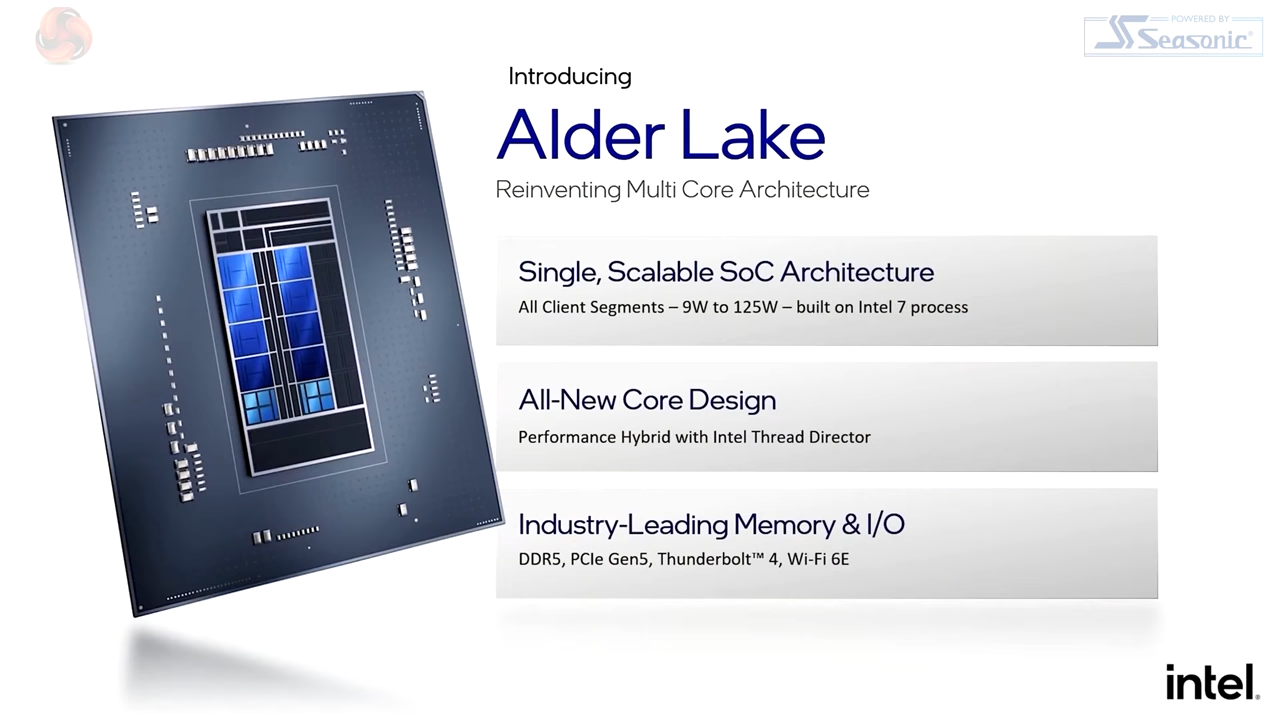 POWERED BY
Seasonic®
Introducing
Alder Lake
Reinventing Multi Core Architecture
Single, Scalable SoC Architecture
All Client Segments – 9W to 125W – built on Intel 7 process
All-New Core Design
Performance Hybrid with Intel Thread Director
Industry-Leading Memory & I/O
DDR5, PCIe Gen5, Thunderbolt™ 4, Wi-Fi 6E
intel.